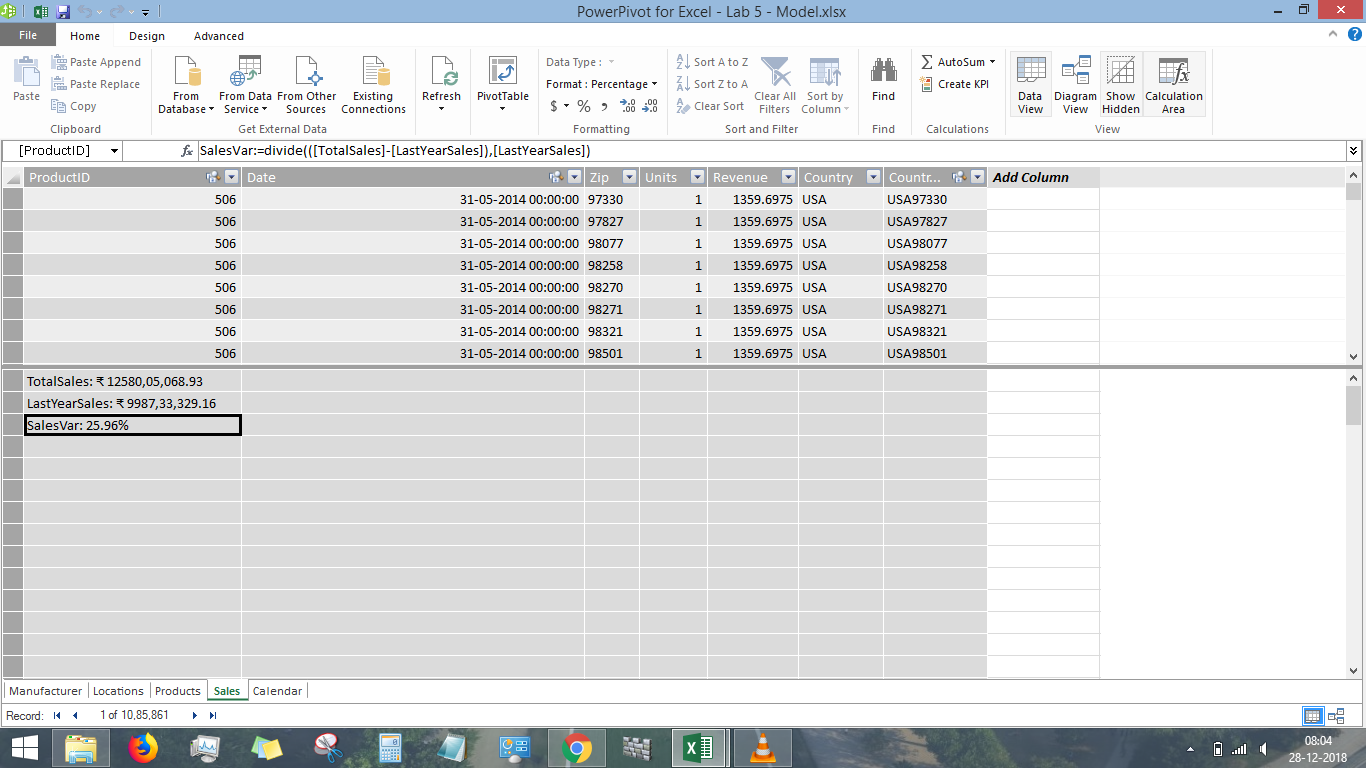 PowerPivot for Excel - Lab 5 - Model.xlsx
File Home Design Advanced
Paste
Paste Append
Paste Replace
Copy
Clipboard
From Database
From Data Service
From Other Sources
Existing Connections
Get External Data
Refresh
PivotTable
Data Type :
Format : Percentage
$ % , .00 .00
Formatting
Sort A to Z
Sort Z to A
Clear Sort
Clear All Filters
Sort by Column
Sort and Filter
Find
Find
AutoSum
Create KPI
Calculations
Data View
Diagram View
Show Hidden
Calculation Area
View
[ProductID] fx SalesVar:=divide(([TotalSales]-[LastYearSales]),[LastYearSales])
ProductID Date Zip Units Revenue Country Countr... Add Column
506 31-05-2014 00:00:00 97330 1 1359.6975 USA USA97330
506 31-05-2014 00:00:00 97827 1 1359.6975 USA USA97827
506 31-05-2014 00:00:00 98077 1 1359.6975 USA USA98077
506 31-05-2014 00:00:00 98258 1 1359.6975 USA USA98258
506 31-05-2014 00:00:00 98270 1 1359.6975 USA USA98270
506 31-05-2014 00:00:00 98271 1 1359.6975 USA USA98271
506 31-05-2014 00:00:00 98321 1 1359.6975 USA USA98321
506 31-05-2014 00:00:00 98501 1 1359.6975 USA USA98501
TotalSales: ₹ 12580,05,068.93
LastYearSales: ₹ 9987,33,329.16
SalesVar: 25.96%
Manufacturer Locations Products Sales Calendar
Record: 1 of 10,85,861
08:04
28-12-2018